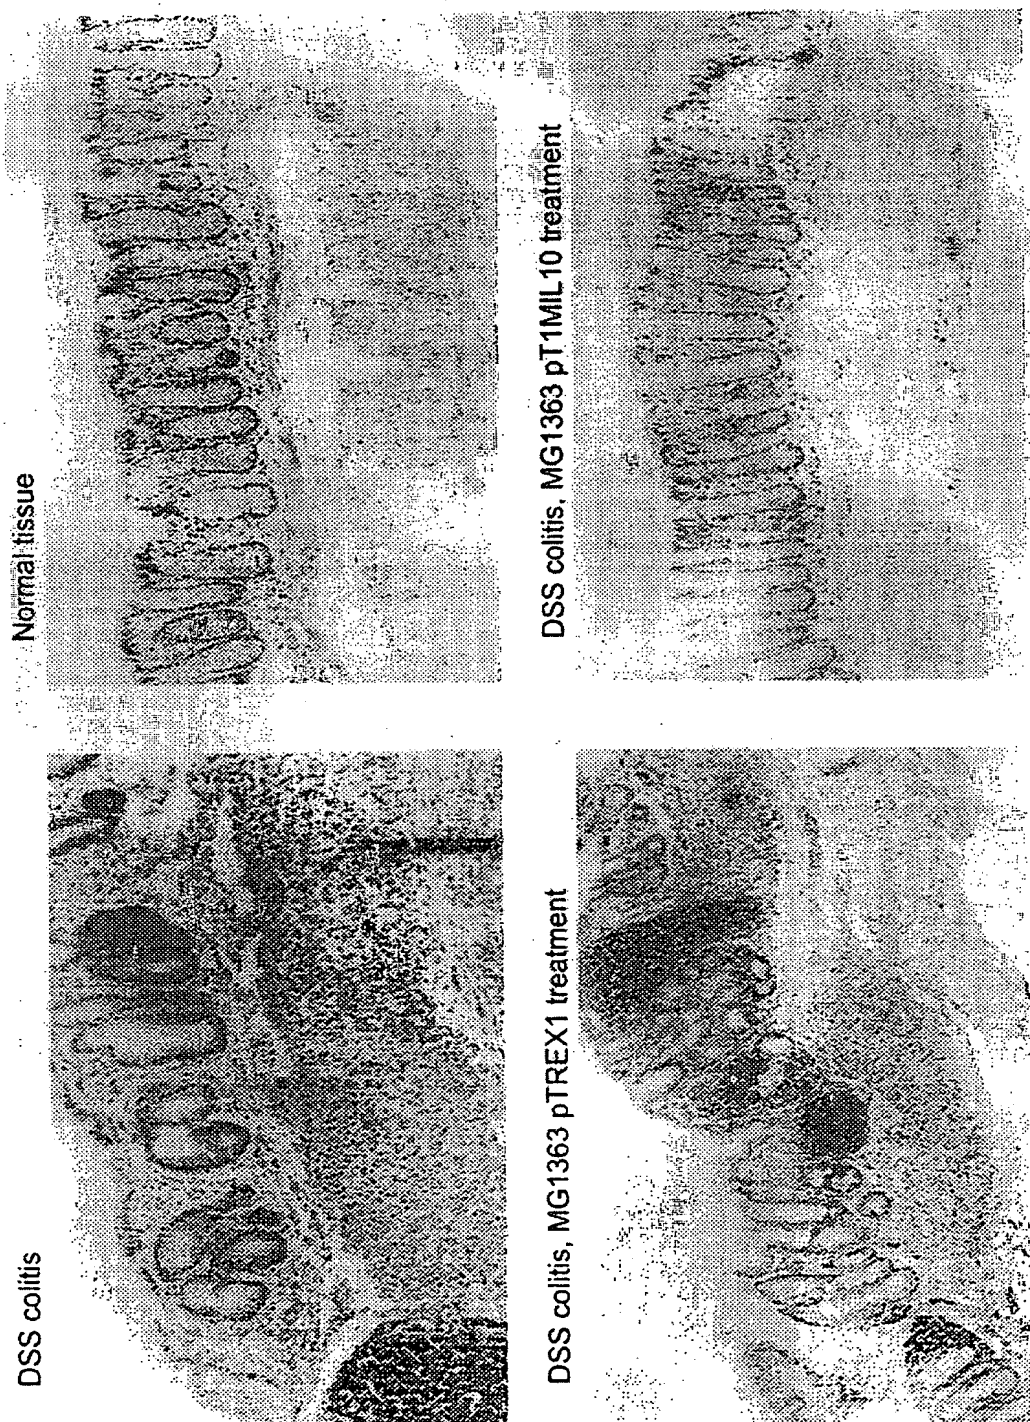 DSS colitis
Normal tissue
DSS colitis, MG1363 pTREX1 treatment
DSS colitis, MG1363 pT1MIL10 treatment